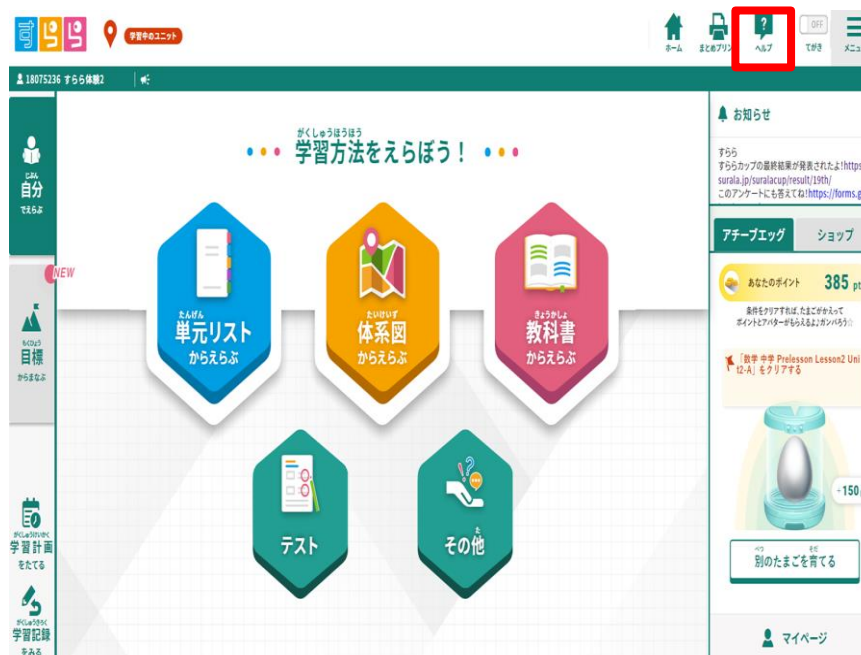 すらら
学習中のユニット
ホーム
まとめプリン
ヘルプ
OFF
てがき
メニュ
18075236 すらら体験2
じぶん
自分
でえらぶ
NEW
もくひょう
目標
からまなぶ
がくしゅうけいかく
学習計画
をたてる
がくしゅうきろく
学習記録
をみる
がくしゅうほうほう
学習方法をえらぼう！
たんげん
単元リスト
からえらぶ
たいけいず
体系図
からえらぶ
きょうかしょ
教科書
からえらぶ
テスト
た
その他
お知らせ
すらら
すららカップの最終結果が発表されたよ!https
surala.jp/suralacup/result/19th/
このアンケートにも答えてね!https://forms.g
アチーブエッグ
ショップ
あなたのポイント 385 pt
条件をクリアすれば、たまごがかえって
ポイントとアバターがもらえるよ♪ガンバろう☆
「数学 中学 Prelesson Lesson2 Uni
t2-A」をクリアする
+150
べつ そだ
別のたまごを育てる
マイページ